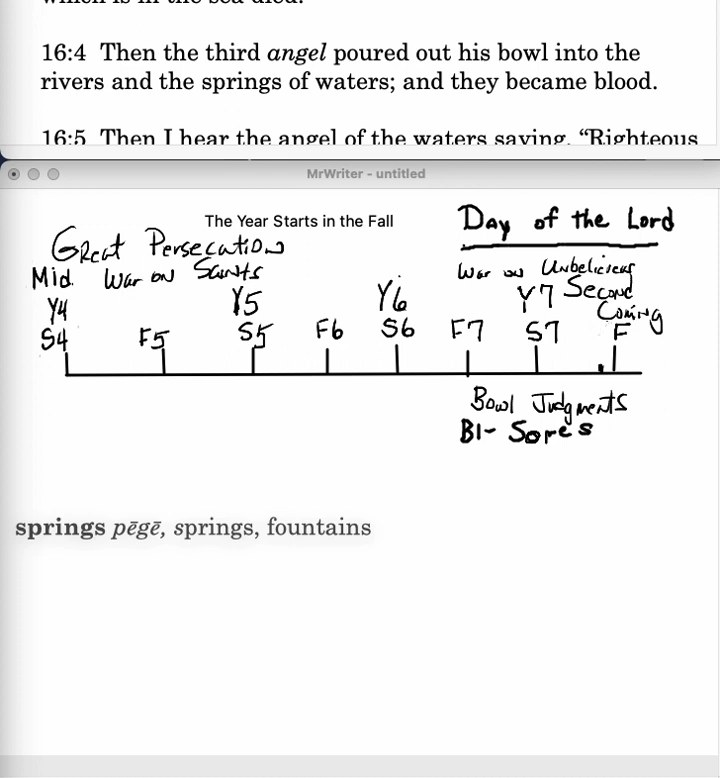 16:4 Then the third angel poured out his bowl into the
rivers and the springs of waters; and they became blood.
16:5 Then I hear the angel of the waters saying, “Righteous
MrWriter - untitled
The Year Starts in the Fall
Great Persecution
Mid War on Saints
Day of the Lord
War on Unbelievers
Y4 Y5 Y6 Y7 Second
Coming
S4 F5 S5 F6 S6 F7 S7 F
Bowl Judgments
B1- Sores
springs pēgē, springs, fountains